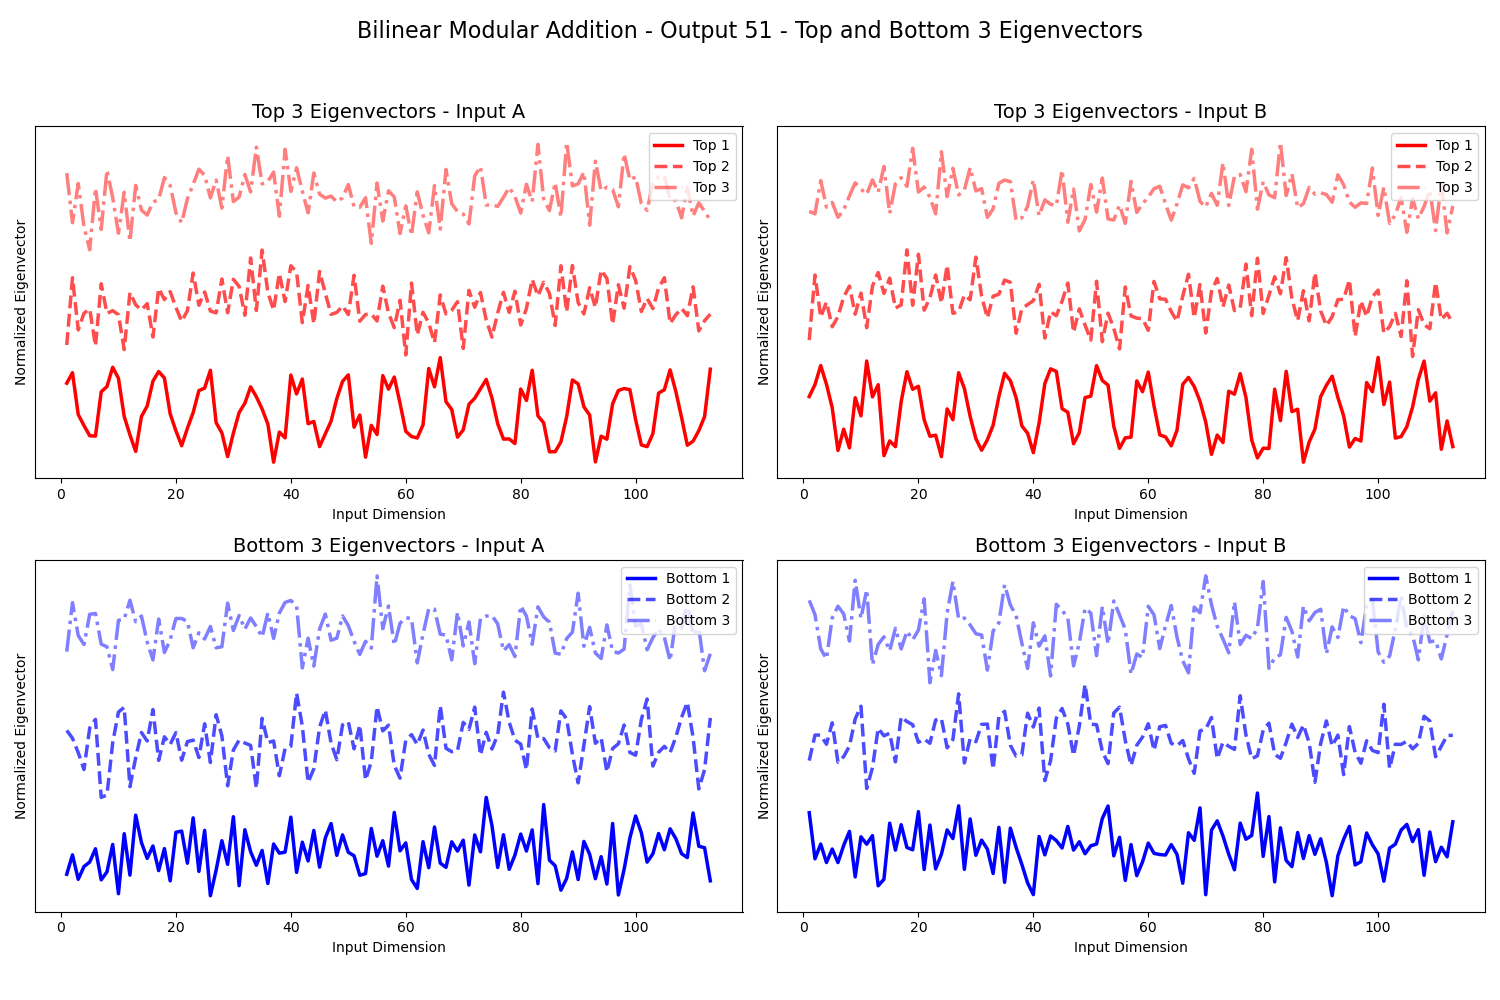 Bilinear Modular Addition - Output 51 - Top and Bottom 3 Eigenvectors
Top 3 Eigenvectors - Input A
Normalized Eigenvector
Top 1
Top 2
Top 3
0 20 40 60 80 100
Input Dimension
Top 3 Eigenvectors - Input B
Normalized Eigenvector
Top 1
Top 2
Top 3
0 20 40 60 80 100
Input Dimension
Bottom 3 Eigenvectors - Input A
Normalized Eigenvector
Bottom 1
Bottom 2
Bottom 3
0 20 40 60 80 100
Input Dimension
Bottom 3 Eigenvectors - Input B
Normalized Eigenvector
Bottom 1
Bottom 2
Bottom 3
0 20 40 60 80 100
Input Dimension